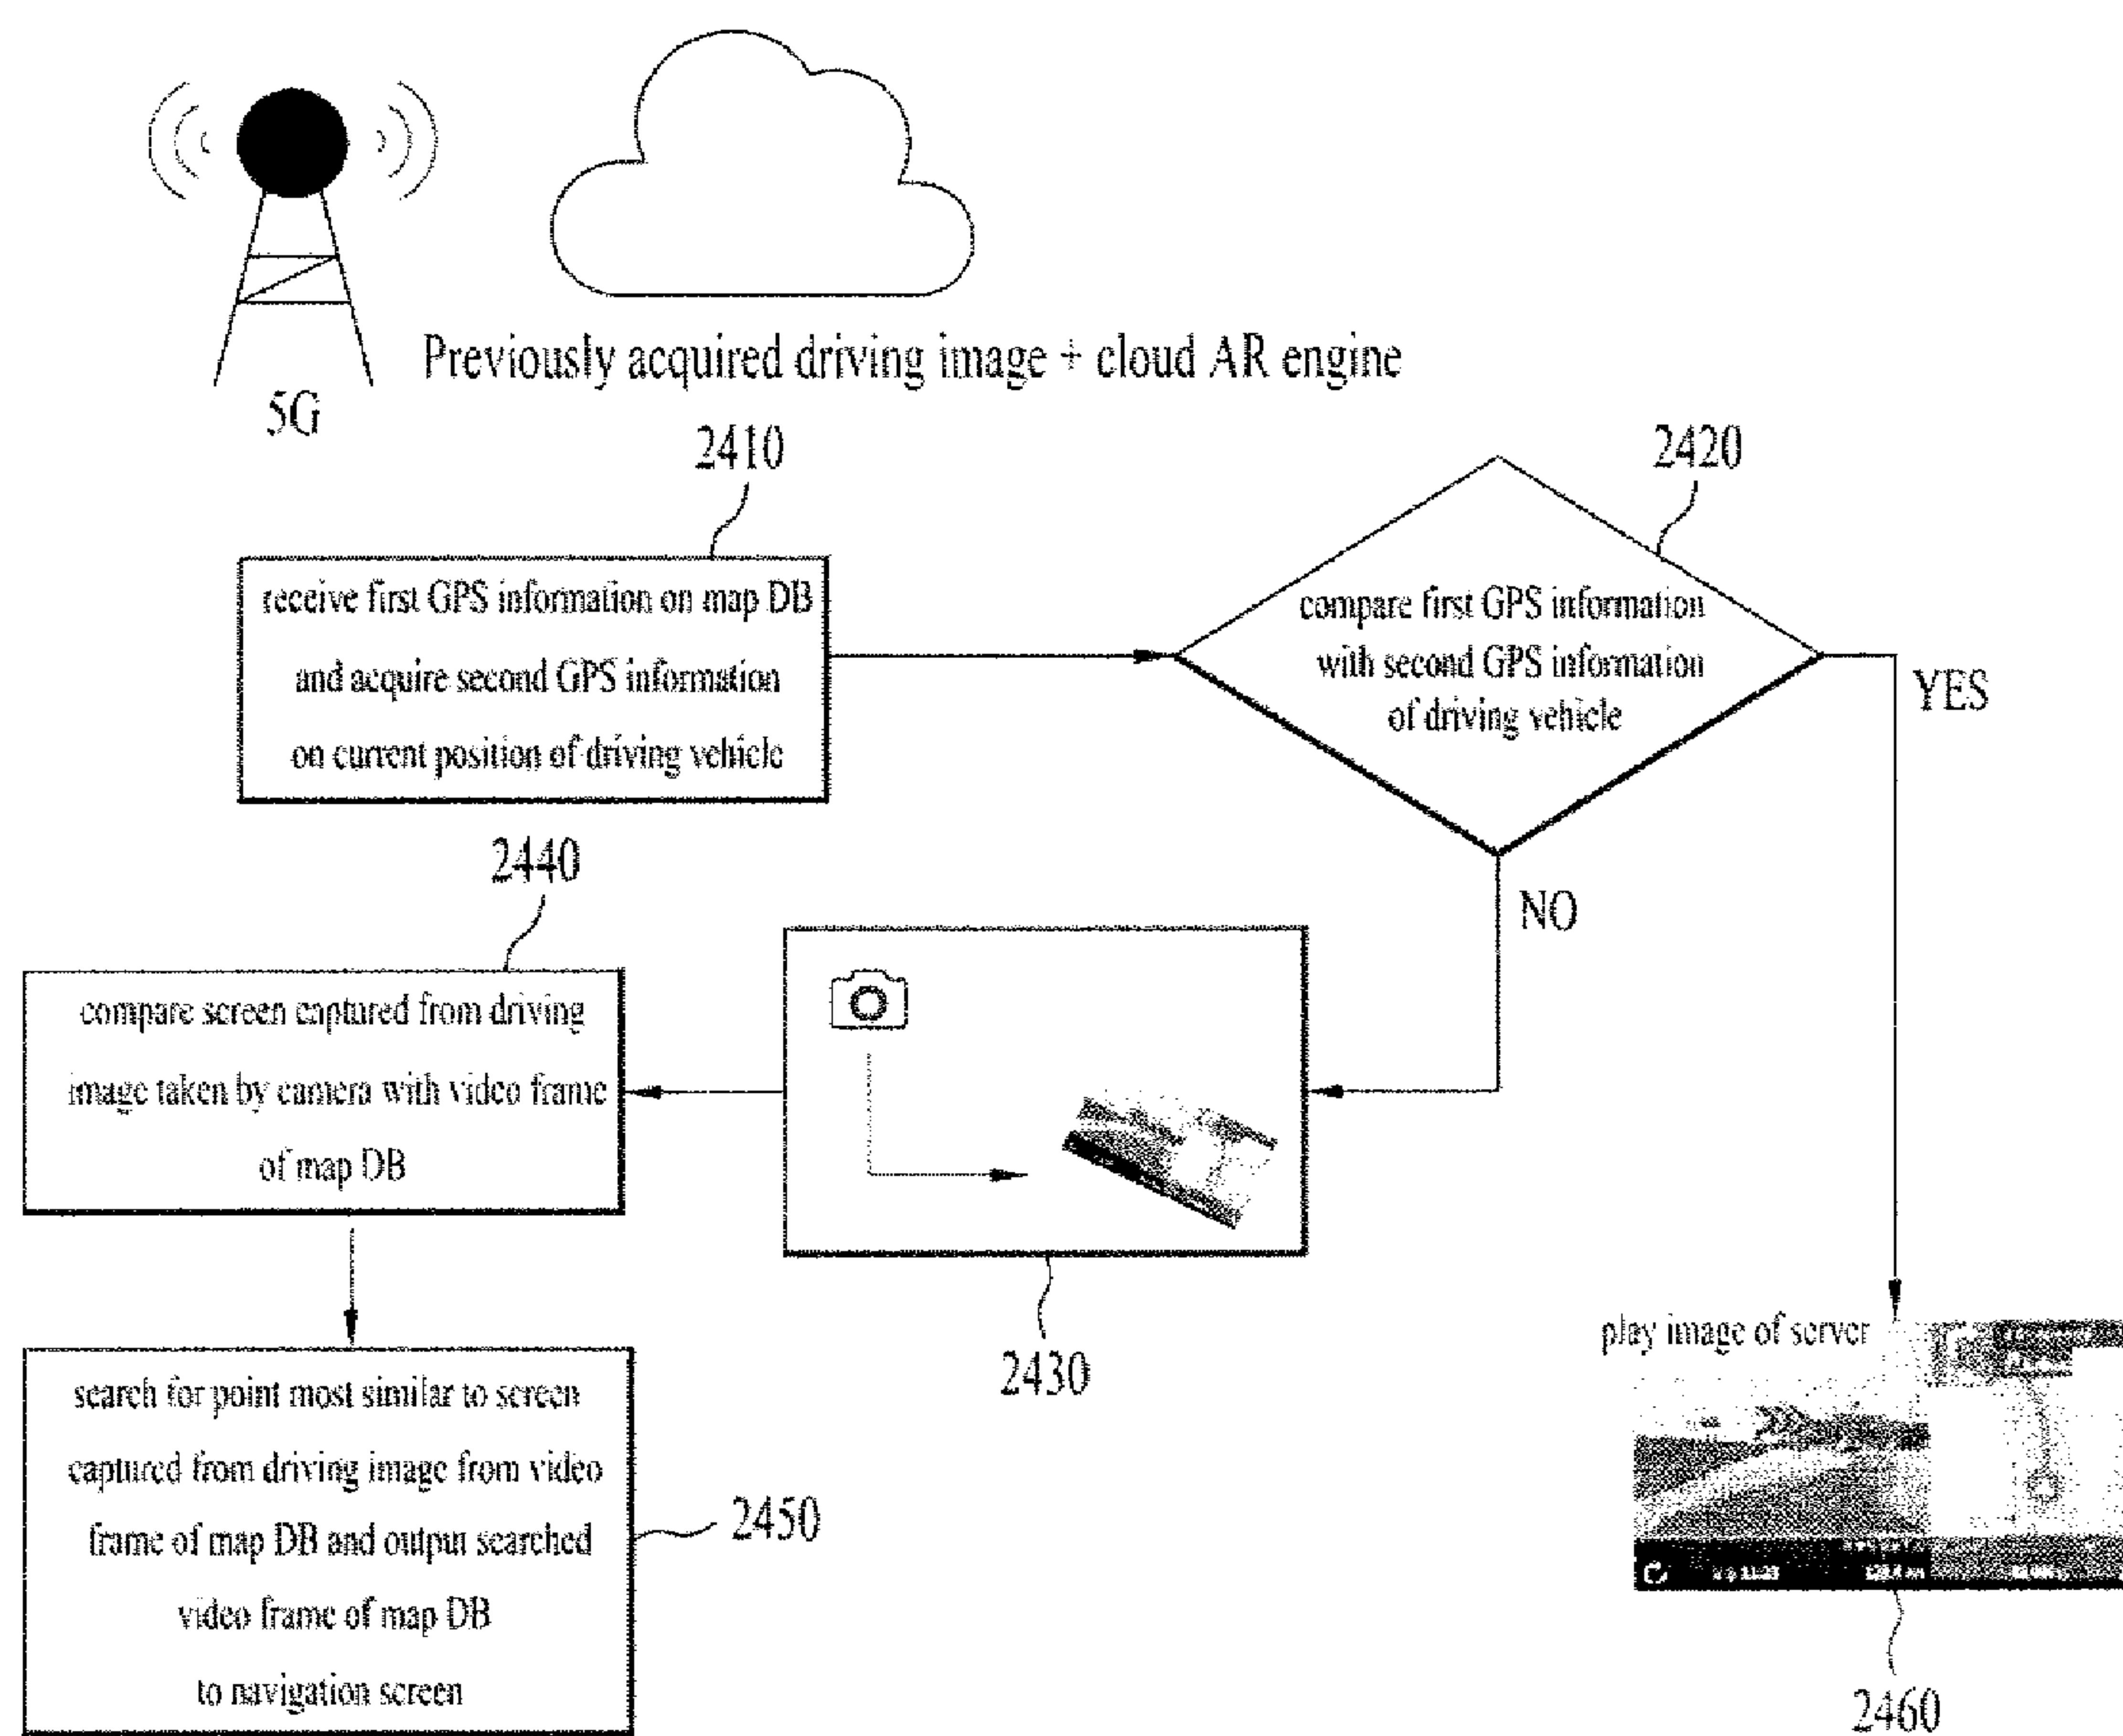 5G
Previously acquired driving image + cloud AR engine
2410
receive first GPS information on map DB
and acquire second GPS information
on current position of driving vehicle
2420
compare first GPS information
with second GPS information
of driving vehicle
YES
NO
2440
compare screen captured from driving
image taken by camera with video frame
of map DB
2430
search for point most similar to screen
captured from driving image from video
frame of map DB and output searched
video frame of map DB
to navigation screen
2450
play image of server
2460